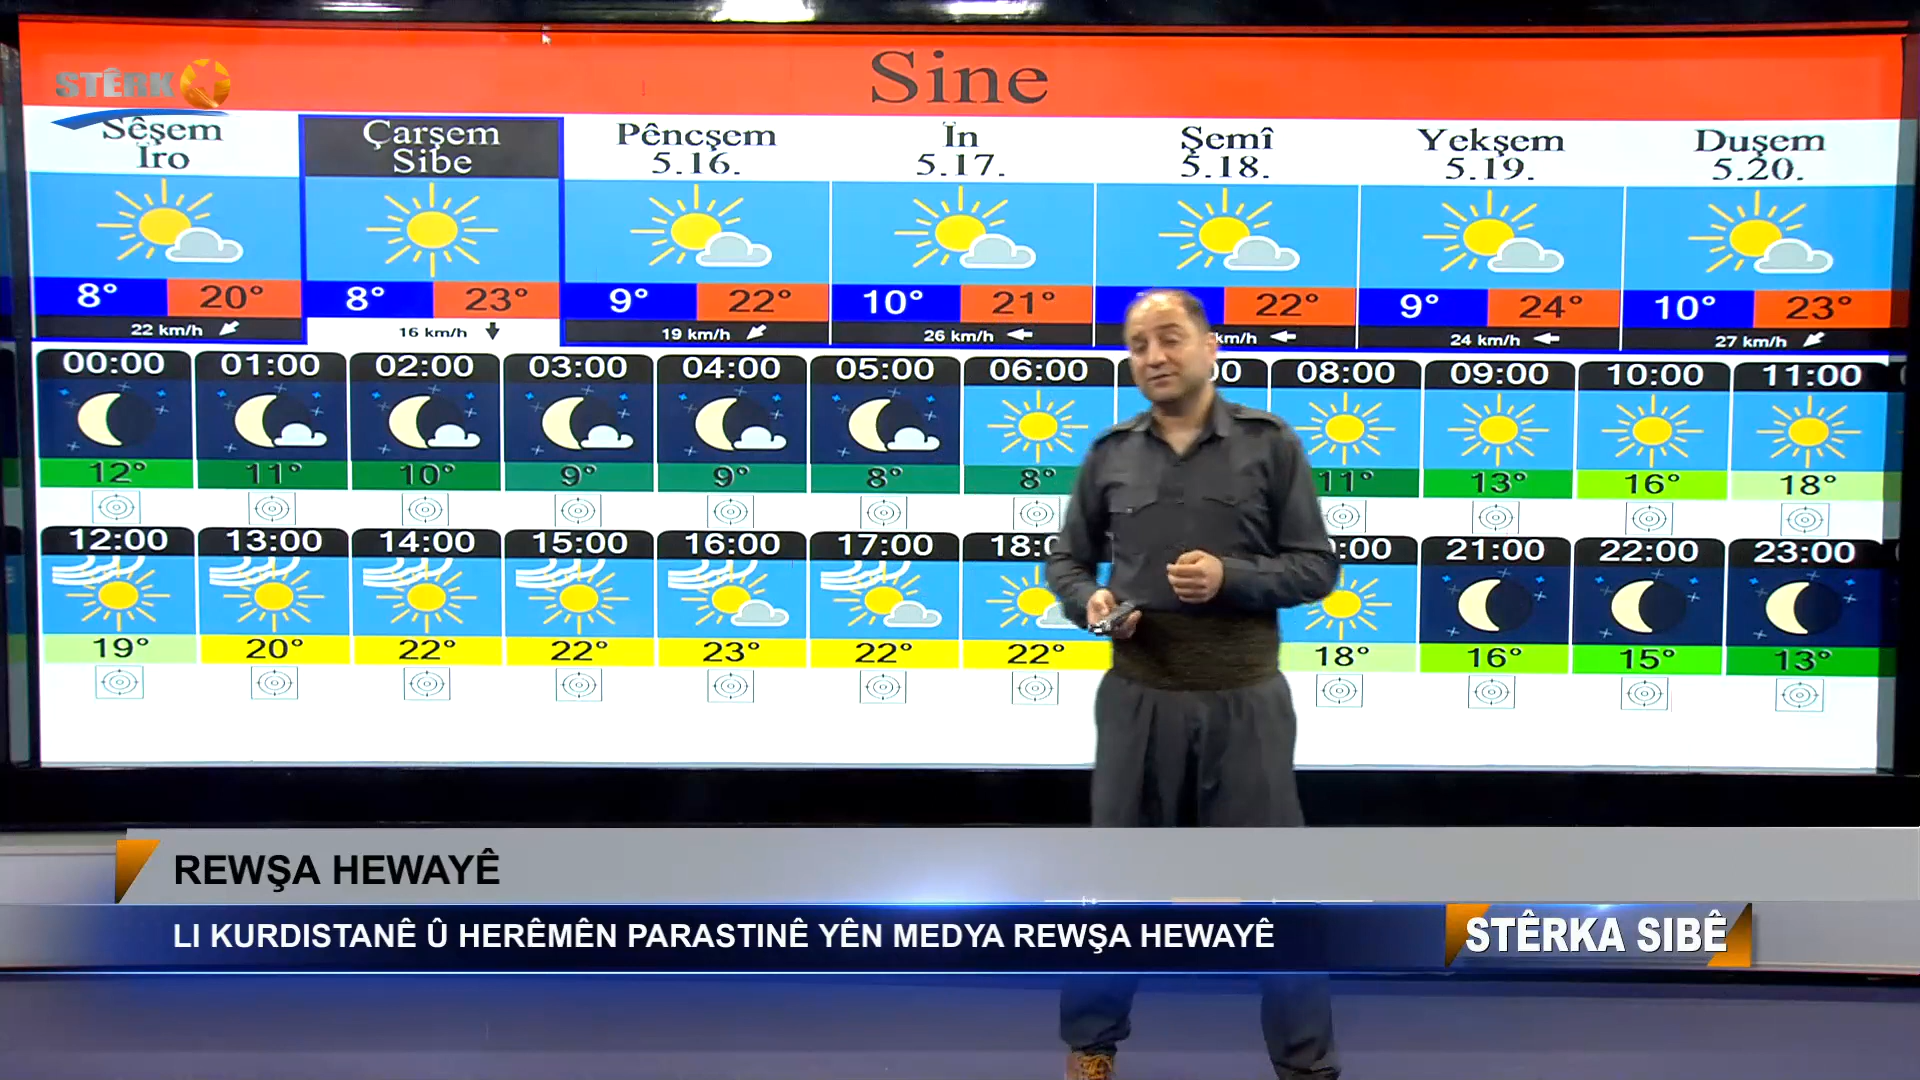 Sine
STÊRK
Sêşem Çarşem Pêncşem În Şemî Yekşem Duşem
Îro Sibe 5.16. 5.17. 5.18. 5.19. 5.20.
8° 20° 8° 23° 9° 22° 10° 21° 22° 9° 24° 10° 23°
22 km/h 16 km/h 19 km/h 26 km/h km/h 24 km/h 27 km/h
00:00 01:00 02:00 03:00 04:00 05:00 06:00 08:00 09:00 10:00 11:00
12° 11° 10° 9° 9° 8° 8° 11° 13° 16° 18°
12:00 13:00 14:00 15:00 16:00 17:00 18:0 :00 21:00 22:00 23:00
19° 20° 22° 22° 23° 22° 22° 18° 16° 15° 13°
REWŞA HEWAYÊ
LI KURDISTANÊ Û HERÊMÊN PARASTINÊ YÊN MEDYA REWŞA HEWAYÊ
STÊRKA SIBÊ